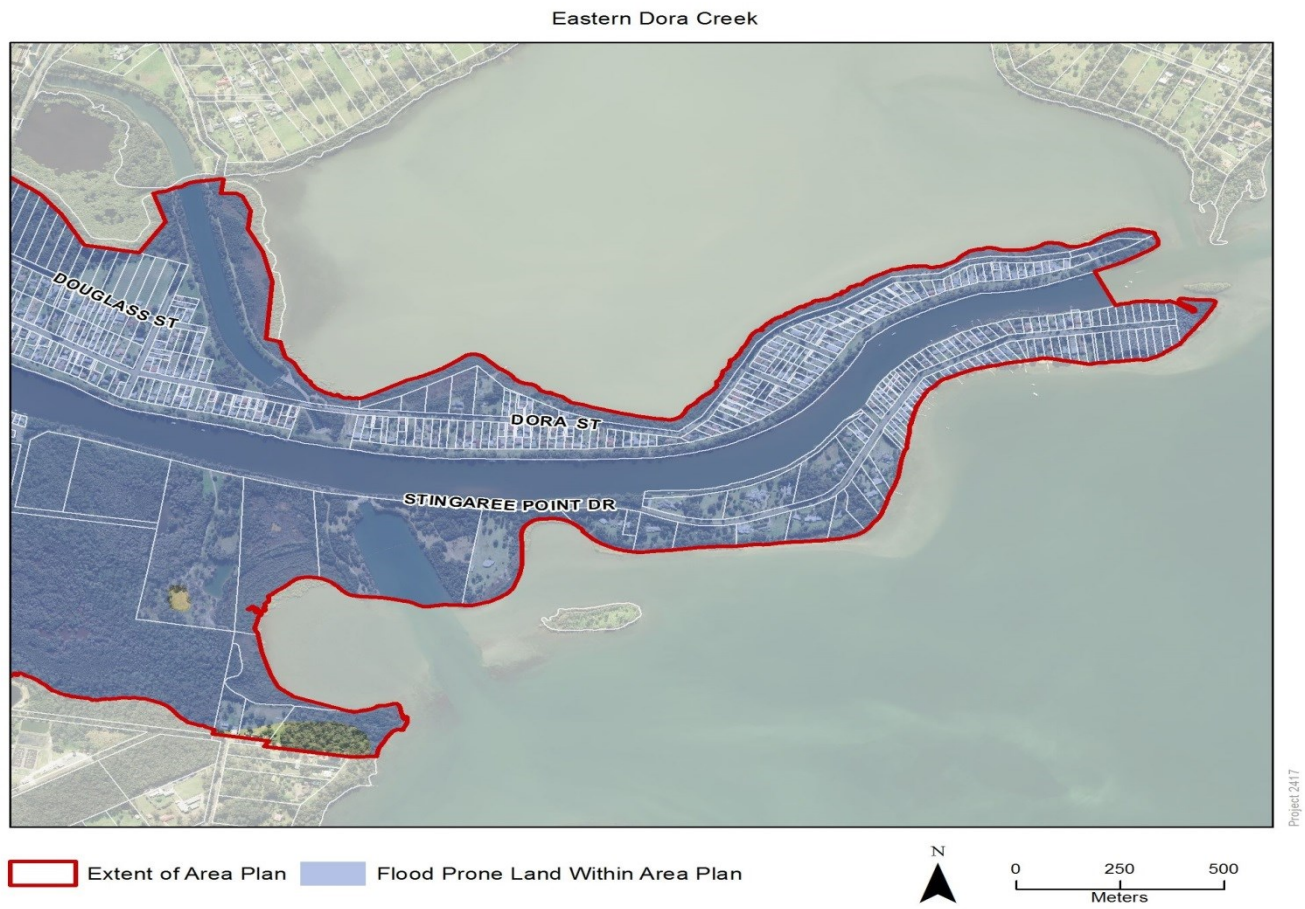 Eastern Dora Creek
DOUGLASS ST
DORA ST
STINGAREE POINT DR
Project 2417
Extent of Area Plan
Flood Prone Land Within Area Plan
N
0 250 500
Meters